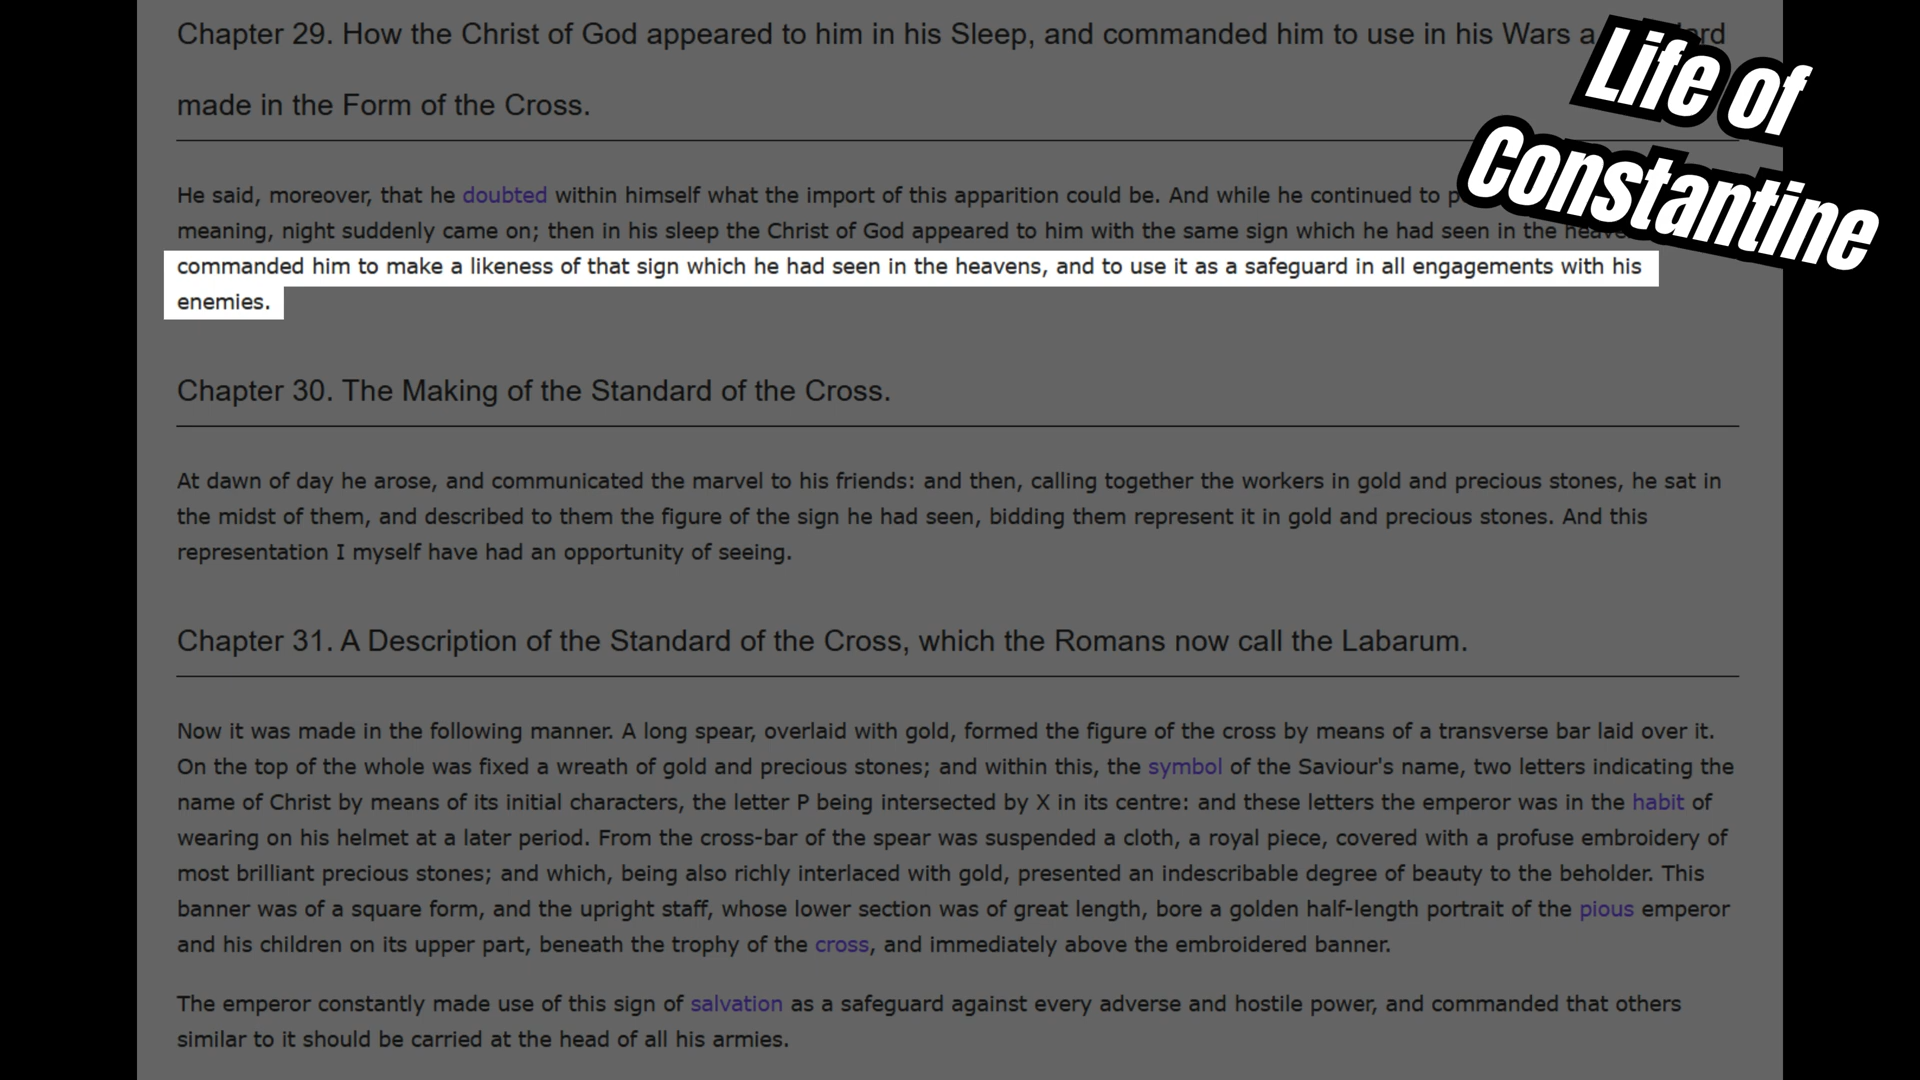 Chapter 29. How the Christ of God appeared to him in his Sleep, and commanded him to use in his Wars a
made in the Form of the Cross.
Life of
Constantine
He said, moreover, that he doubted within himself what the import of this apparition could be. And while he continued to
meaning, night suddenly came on; then in his sleep the Christ of God appeared to him with the same sign which he had seen in the
commanded him to make a likeness of that sign which he had seen in the heavens, and to use it as a safeguard in all engagements with his
enemies.
Chapter 30. The Making of the Standard of the Cross.
At dawn of day he arose, and communicated the marvel to his friends: and then, calling together the workers in gold and precious stones, he sat in
the midst of them, and described to them the figure of the sign he had seen, bidding them represent it in gold and precious stones. And this
representation I myself have had an opportunity of seeing.
Chapter 31. A Description of the Standard of the Cross, which the Romans now call the Labarum.
Now it was made in the following manner. A long spear, overlaid with gold, formed the figure of the cross by means of a transverse bar laid over it.
On the top of the whole was fixed a wreath of gold and precious stones; and within this, the symbol of the Saviour's name, two letters indicating the
name of Christ by means of its initial characters, the letter P being intersected by X in its centre: and these letters the emperor was in the habit of
wearing on his helmet at a later period. From the cross-bar of the spear was suspended a cloth, a royal piece, covered with a profuse embroidery of
most brilliant precious stones; and which, being also richly interlaced with gold, presented an indescribable degree of beauty to the beholder. This
banner was of a square form, and the upright staff, whose lower section was of great length, bore a golden half-length portrait of the pious emperor
and his children on its upper part, beneath the trophy of the cross, and immediately above the embroidered banner.
The emperor constantly made use of this sign of salvation as a safeguard against every adverse and hostile power, and commanded that others
similar to it should be carried at the head of all his armies.